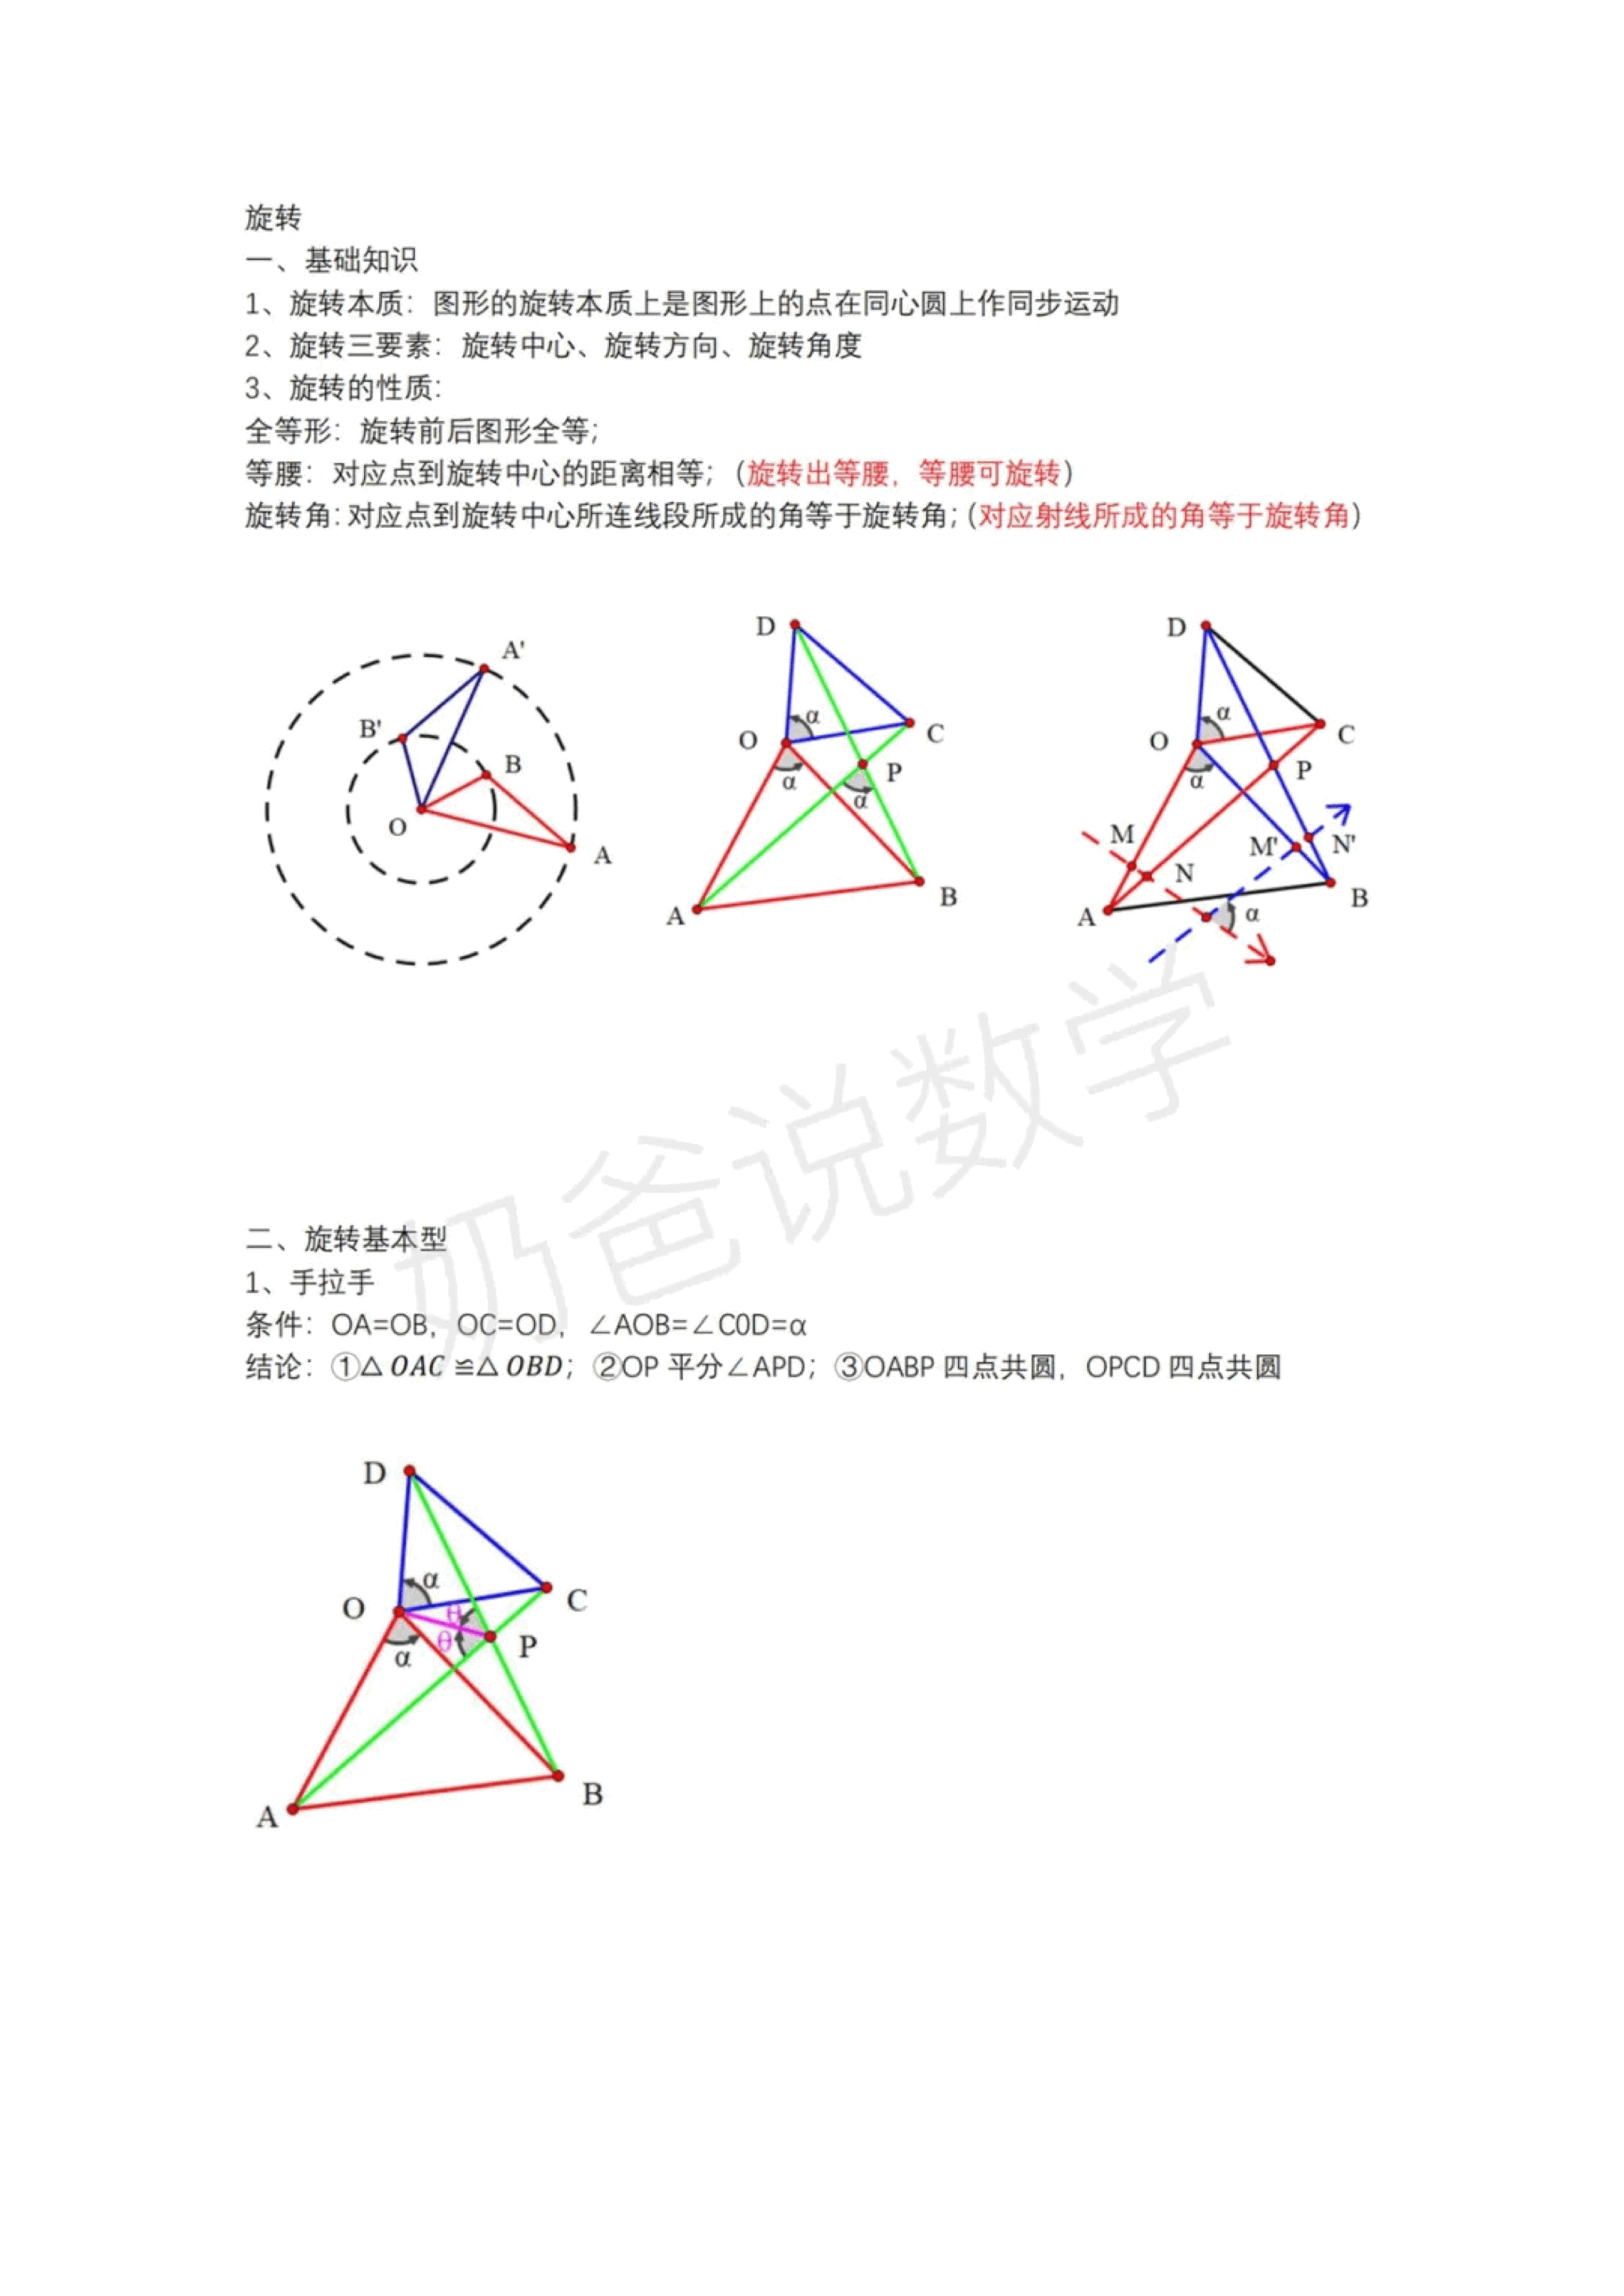 旋转
一、基础知识
1、旋转本质：图形的旋转本质上是图形上的点在同心圆上作同步运动
2、旋转三要素：旋转中心、旋转方向、旋转角度
3、旋转的性质：
全等形：旋转前后图形全等；
等腰：对应点到旋转中心的距离相等；（旋转出等腰，等腰可旋转）
旋转角：对应点到旋转中心所连线段所成的角等于旋转角；（对应射线所成的角等于旋转角）
A'
B'
B
O
A
D
α
O
C
P
α
α
A
B
D
α
O
C
P
α
M
M'
N'
N
A
B
α
奶爸说数学
二、旋转基本型
1、手拉手
条件：OA=OB，OC=OD，∠AOB=∠C0D=α
结论：①△OAC≌△OBD；②OP 平分∠APD；③OABP 四点共圆，OPCD 四点共圆
D
α
O
C
θ
θ
P
α
A
B